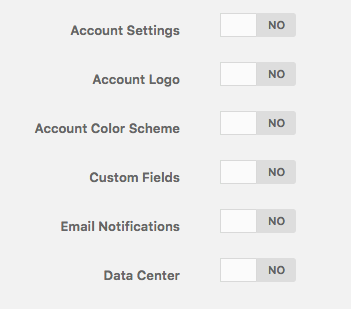 Account Settings NO
Account Logo NO
Account Color Scheme NO
Custom Fields NO
Email Notifications NO
Data Center NO